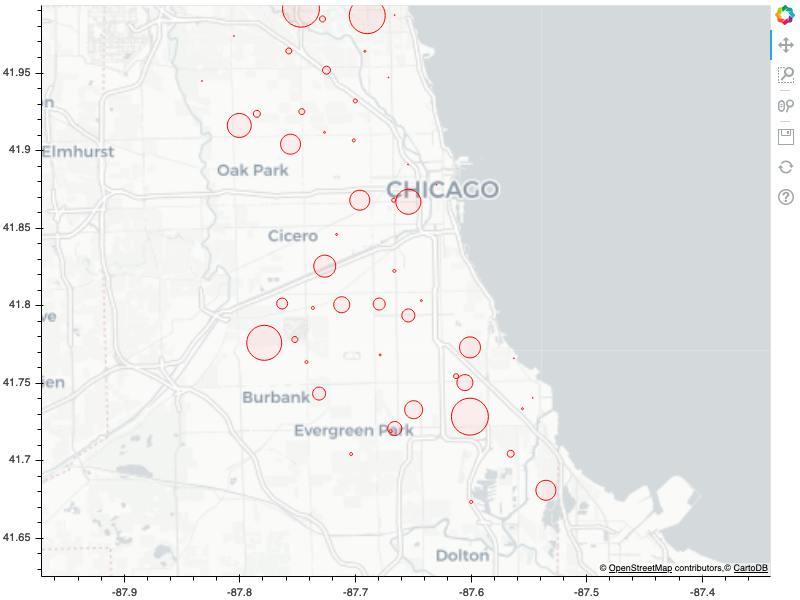 41.95
41.9
41.85
41.8
41.75
41.7
41.65
n
Elmhurst
Oak Park
CHICAGO
Cicero
ve
en
Burbank
Evergreen Park
Dolton
© OpenStreetMap contributors,© CartoDB
-87.9
-87.8
-87.7
-87.6
-87.5
-87.4